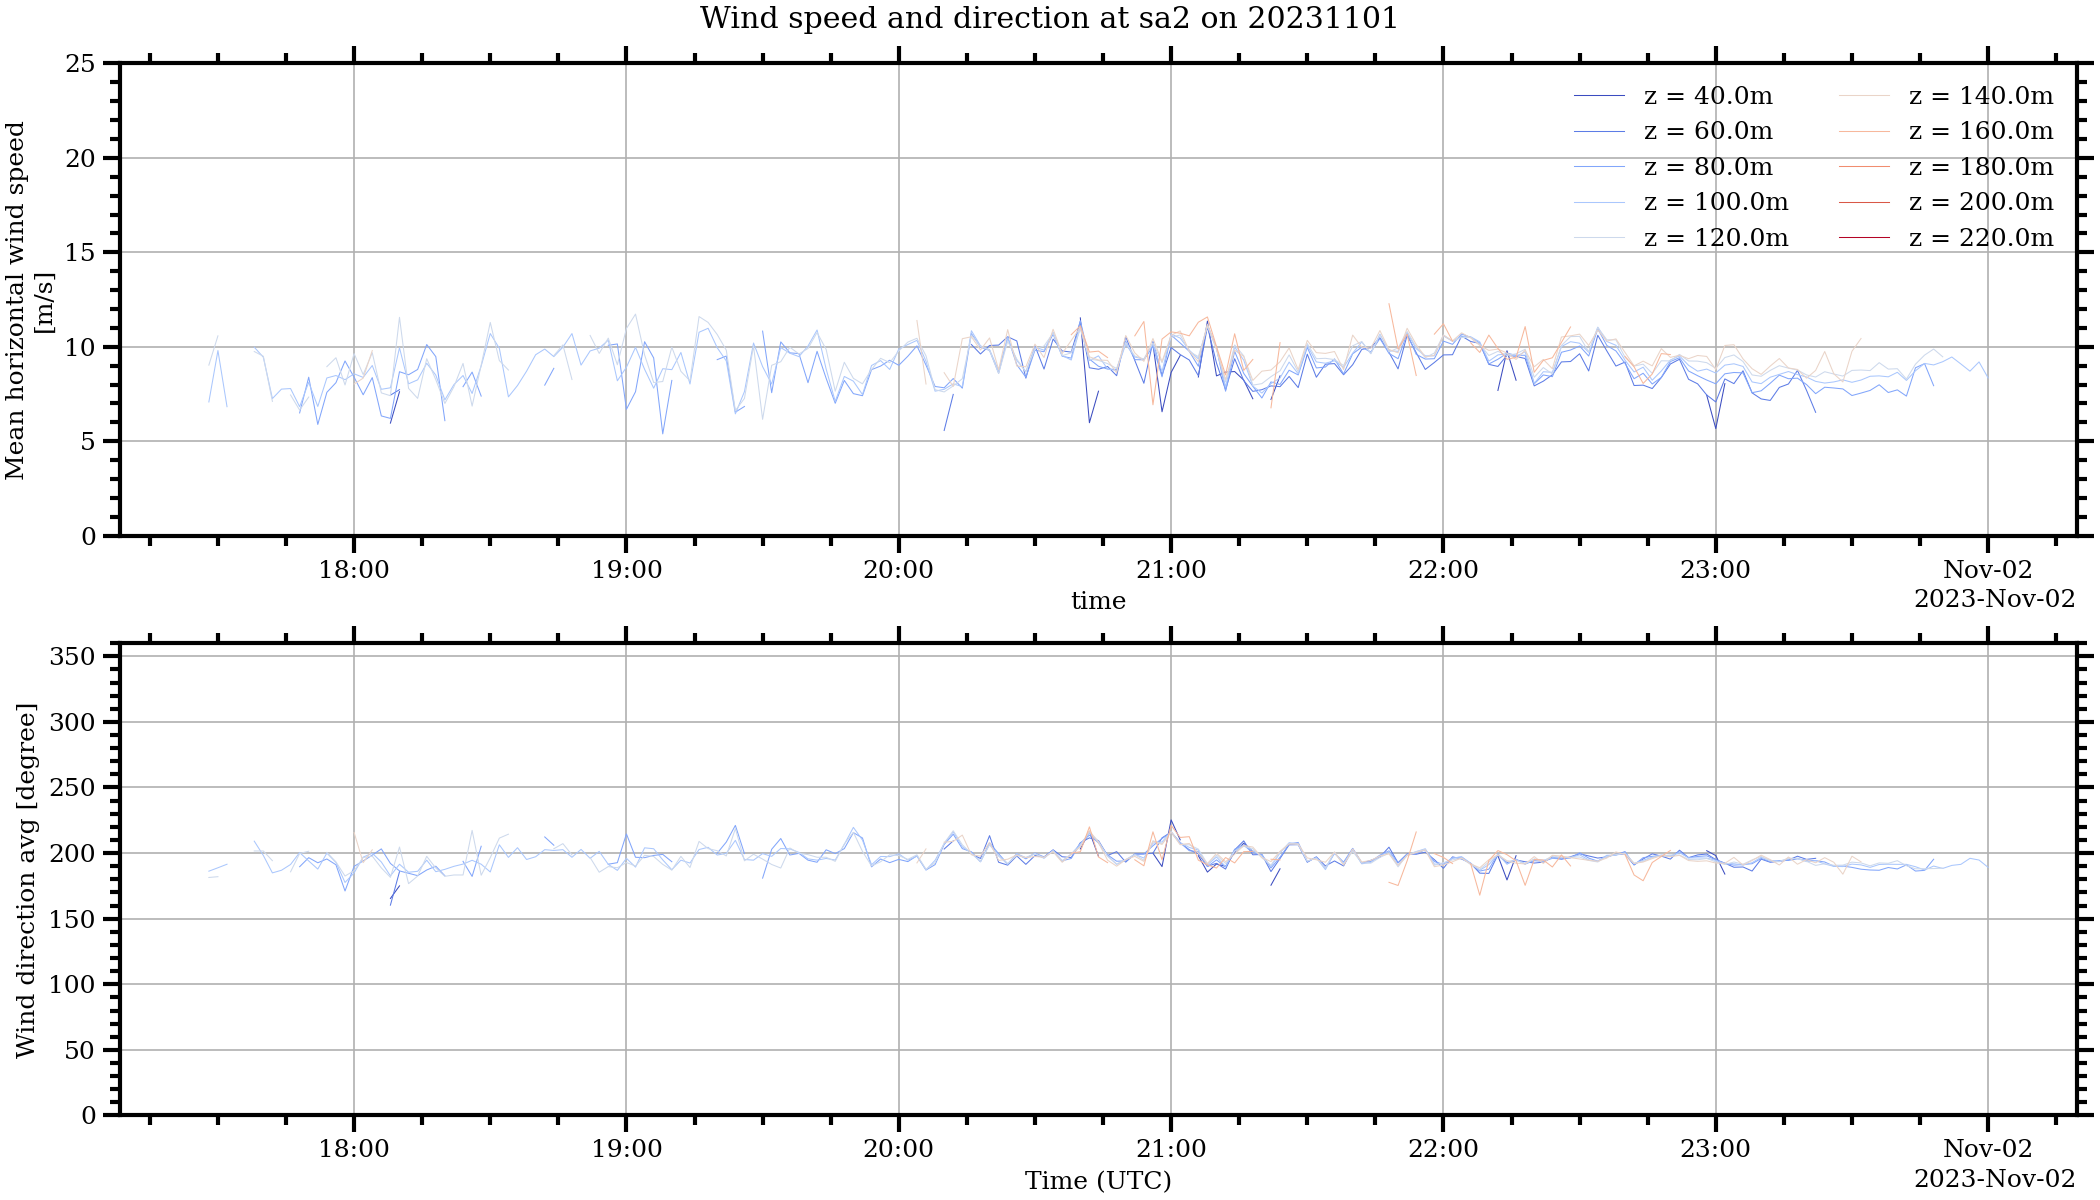 Wind speed and direction at sa2 on 20231101
Mean horizontal wind speed
[m/s]
25
20
15
10
5
0
z = 40.0m
z = 60.0m
z = 80.0m
z = 100.0m
z = 120.0m
z = 140.0m
z = 160.0m
z = 180.0m
z = 200.0m
z = 220.0m
18:00 19:00 20:00 21:00 22:00 23:00 Nov-02
time
2023-Nov-02
Wind direction avg [degree]
350
300
250
200
150
100
50
0
18:00 19:00 20:00 21:00 22:00 23:00 Nov-02
Time (UTC)
2023-Nov-02